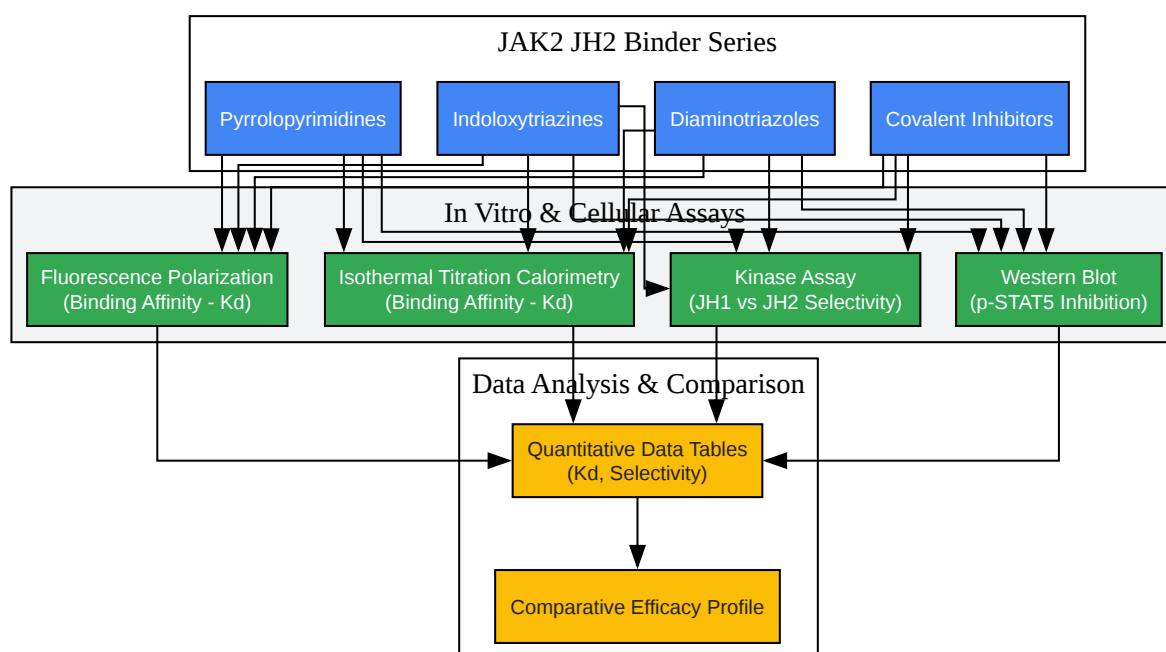 JAK2 JH2 Binder Series
Pyrrolopyrimidines
Indoloxytriazines
Diaminotriazoles
Covalent Inhibitors
In Vitro & Cellular Assays
Fluorescence Polarization
(Binding Affinity - Kd)
Isothermal Titration Calorimetry
(Binding Affinity - Kd)
Kinase Assay
(JH1 vs JH2 Selectivity)
Western Blot
(p-STAT5 Inhibition)
Data Analysis & Comparison
Quantitative Data Tables
(Kd, Selectivity)
Comparative Efficacy Profile